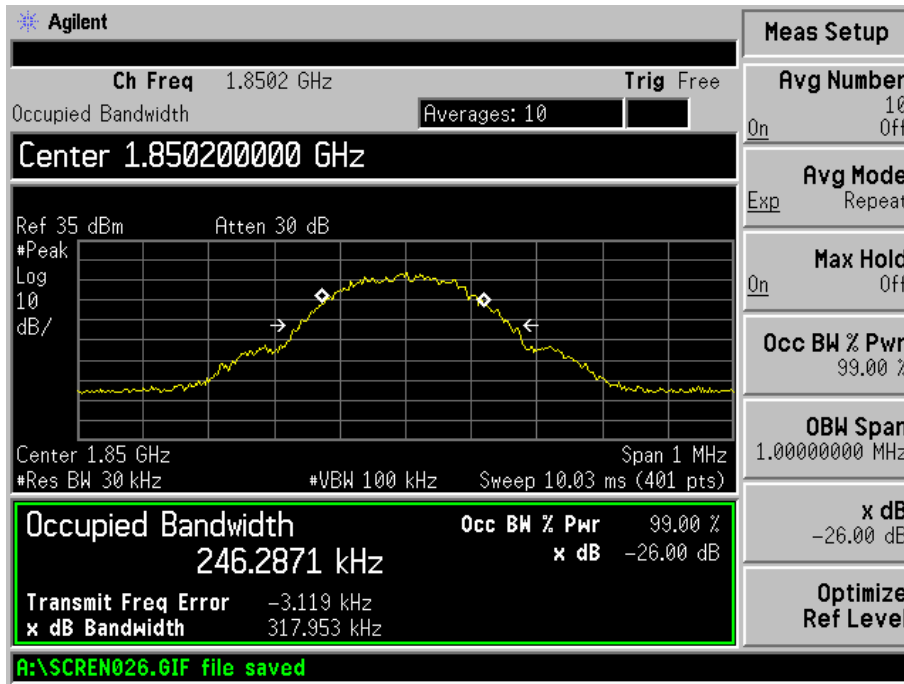 Agilent
Ch Freq 1.8502 GHz Trig Free
Occupied Bandwidth Averages: 10
Center 1.850200000 GHz
Ref 35 dBm Atten 30 dB
#Peak
Log
10
dB/
Center 1.85 GHz Span 1 MHz
#Res BW 30 kHz #VBW 100 kHz Sweep 10.03 ms (401 pts)
Occupied Bandwidth Occ BW % Pwr 99.00 %
246.2871 kHz x dB -26.00 dB
Transmit Freq Error -3.119 kHz
x dB Bandwidth 317.953 kHz
A:\SCREN026.GIF file saved
Meas Setup
Avg Number
10
On Off
Avg Mode
Exp Repeat
Max Hold
On Off
Occ BW % Pwr
99.00 %
OBW Span
1.00000000 MHz
x dB
-26.00 dB
Optimize
Ref Level